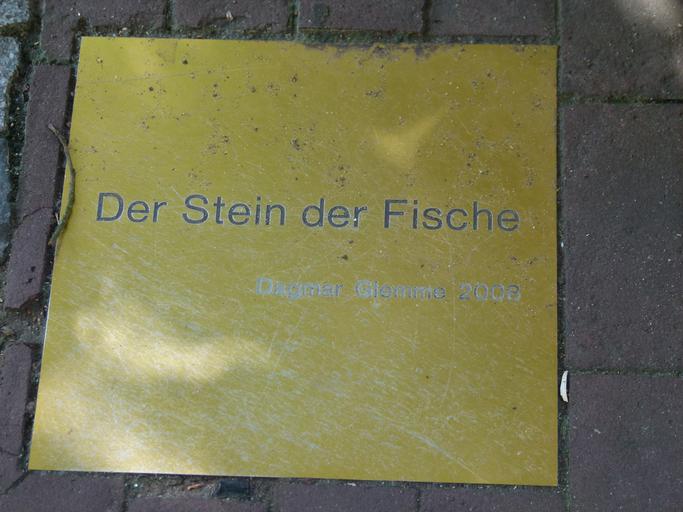 Der Stein der Fische
Dagmar Glemme 2008